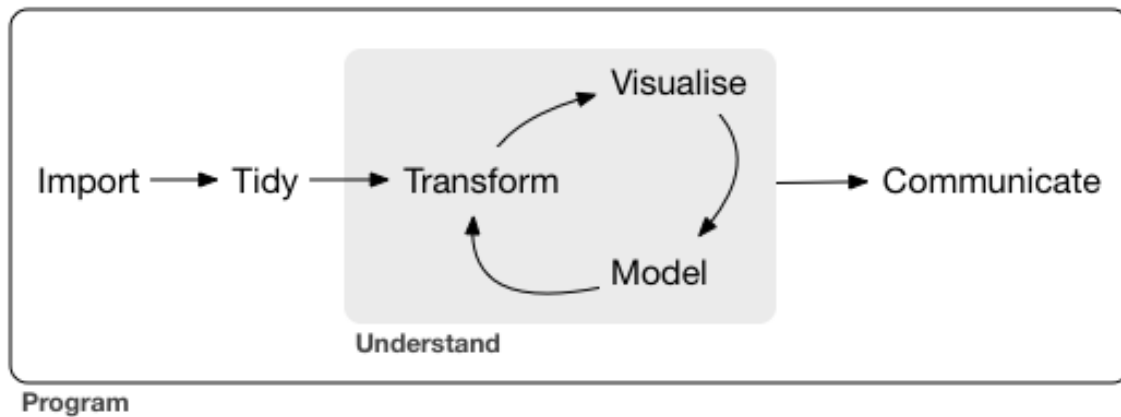 Visualise
Import
Tidy
Transform
Communicate
Model
Understand
Program